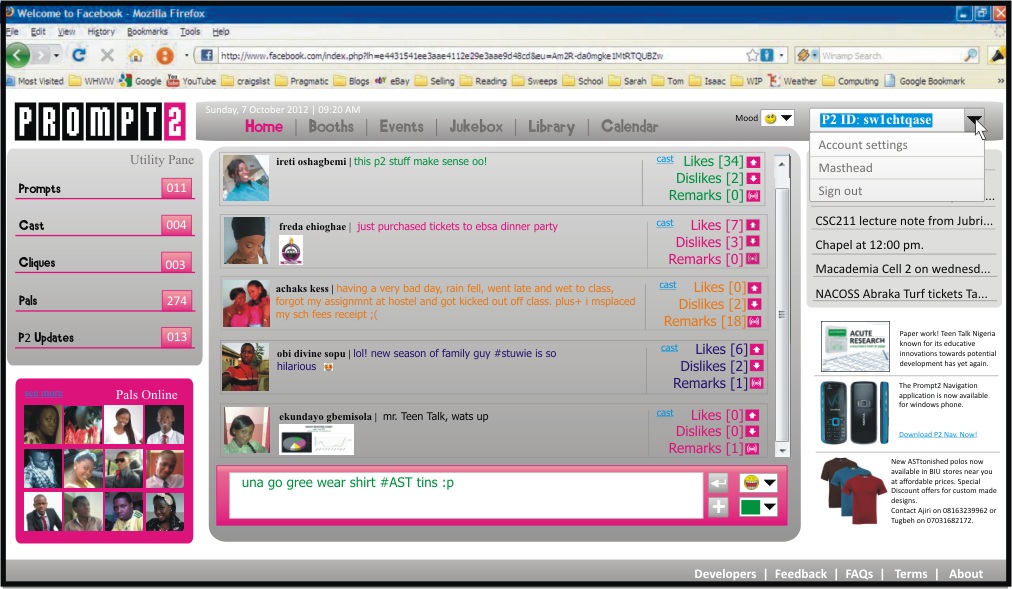 Welcome to Facebook - Mozilla Firefox
File Edit View History Bookmarks Tools Help
http://www.facebook.com/index.php?lh=e4431541ee3aae4112e29e3aae9d48cd&eu=Am2R-da0mgke1MtRTQUBZw
Winamp Search
Most Visited WHWW Google YouTube craigslist Pragmatic Blogs eBay Selling Reading Sweeps School Sarah Tom Isaac WIP Weather Computing Google Bookmark
PROMPT2
Sunday, 7 October 2012 | 09:20 AM
Home | Booths | Events | Jukebox | Library | Calendar
Mood
P2 ID: sw1chtqase
Account settings
Masthead
Sign out
Utility Pane
Prompts 011
Cast 004
Cliques 003
Pals 274
P2 Updates 013
see more Pals Online
ireti oshagbemi | this p2 stuff make sense oo!
cast Likes [34]
Dislikes [2]
Remarks [0]
freda ehioghae | just purchased tickets to ebsa dinner party
cast Likes [7]
Dislikes [3]
Remarks [0]
achaks kess | having a very bad day, rain fell, went late and wet to class,
forgot my assignmnt at hostel and got kicked out off class. plus+ i msplaced
my sch fees receipt ;(
cast Likes [0]
Dislikes [2]
Remarks [18]
obi divine sopu | lol! new season of family guy #stuwie is so
hilarious
cast Likes [6]
Dislikes [2]
Remarks [1]
ekundayo gbemisola | mr. Teen Talk, wats up
cast Likes [0]
Dislikes [0]
Remarks [1]
una go gree wear shirt #AST tins :p
CSC211 lecture note from Jubri...
Chapel at 12:00 pm.
Macademia Cell 2 on wednesd...
NACOSS Abraka Turf tickets Ta...
ACUTE
RESEARCH
Paper work! Teen Talk Nigeria
known for its educative
innovations towards potential
development has yet again.
The Prompt2 Navigation
application is now available
for windows phone.
Download P2 Nav. Now!
New ASTtonished polos now
available in BIU stores near you
at affordable prices. Special
Discount offers for custom made
designs.
Contact Ajiri on 08163239962 or
Tugbeh on 07031682172.
Developers | Feedback | FAQs | Terms | About